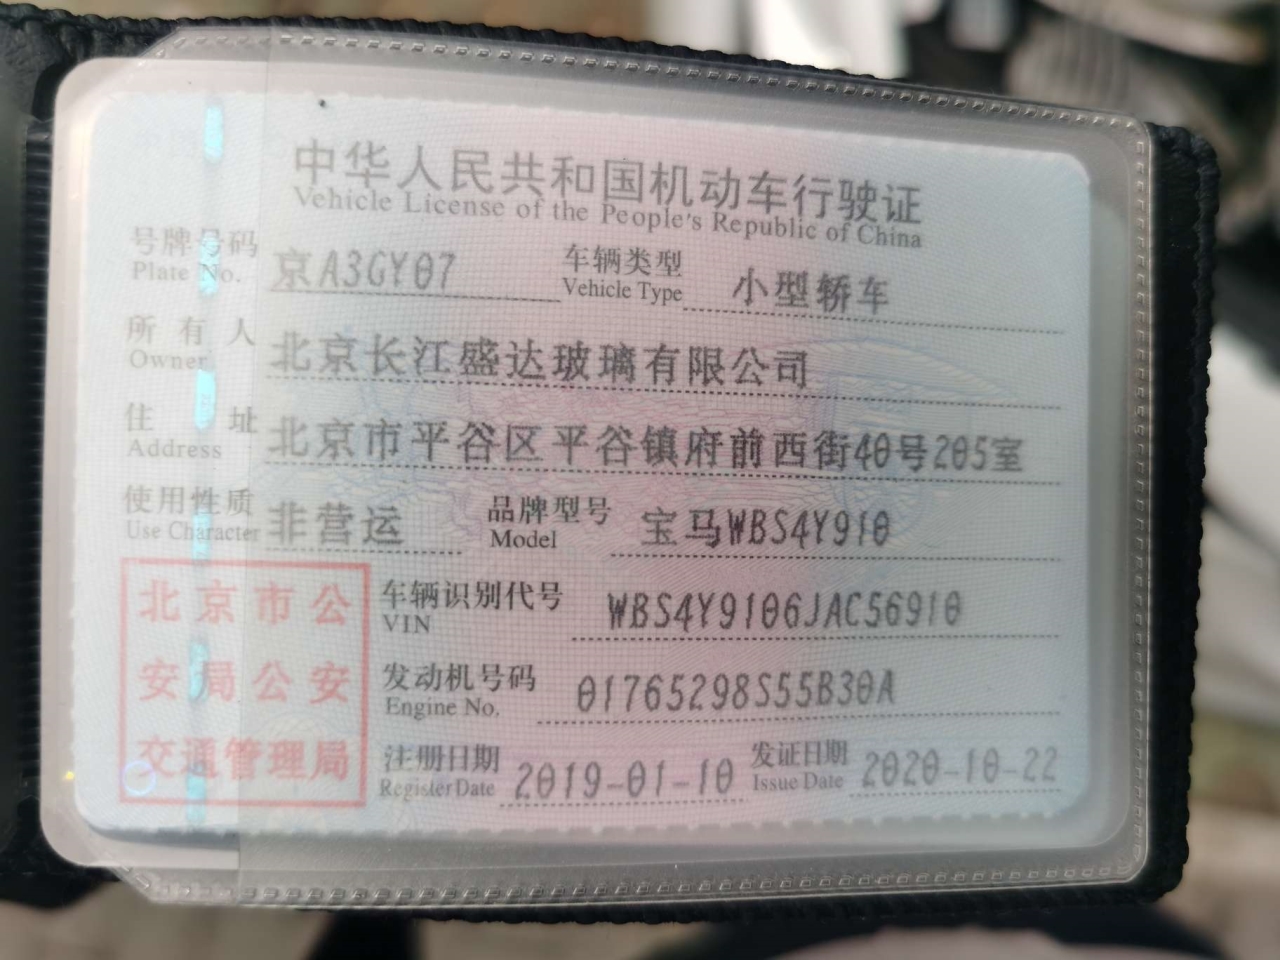 中华人民共和国机动车行驶证
Vehicle License of the People's Republic of China
号牌号码 京A3GY07 车辆类型 小型轿车
Plate No. Vehicle Type
所有人 北京长江盛达玻璃有限公司
Owner
住址 北京市平谷区平谷镇府前西街40号205室
Address
使用性质 非营运 品牌型号 宝马WBS4Y910
Use Character Model
车辆识别代号 WBS4Y9106JAC56910
VIN
发动机号码 01765298S55B30A
Engine No.
注册日期 2019-01-10 发证日期 2020-10-22
Register Date Issue Date
北京市公
安局公安
交通管理局